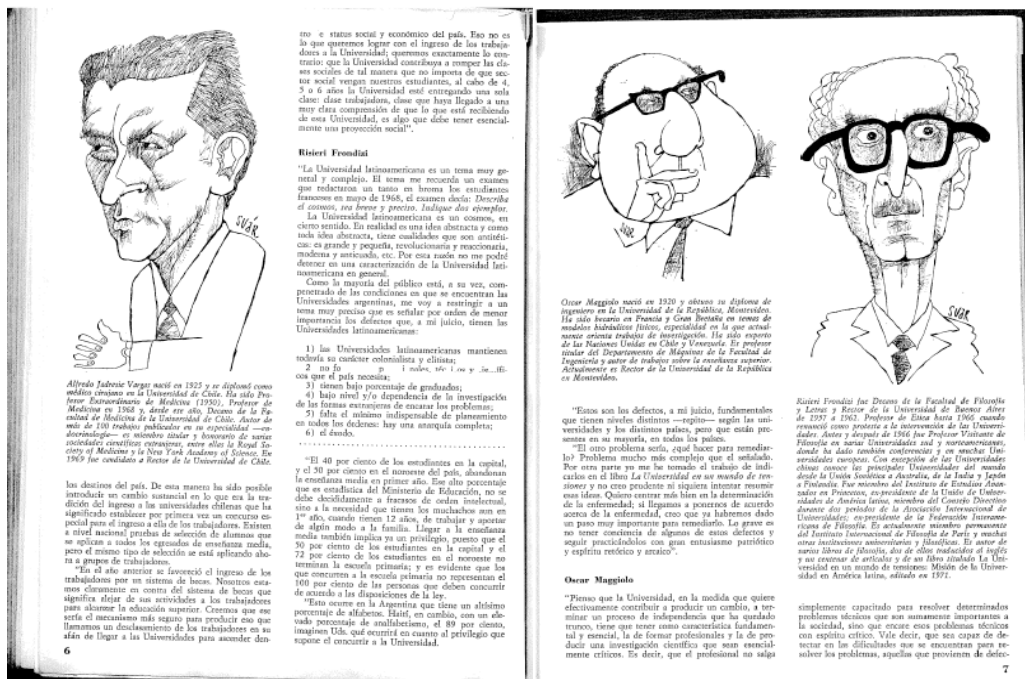 SVÁR
Alfredo Jadresic Vargas nació en 1925 y se diplomó como
médico cirujano en la Universidad de Chile. Ha sido Pro-
fesor Extraordinario de Medicina (1950), Profesor de
Medicina en 1968 y, desde ese año, Decano de la Fa-
cultad de Medicina de la Universidad de Chile. Autor de
más de 100 trabajos publicados en su especialidad —en-
docrinología— es miembro titular y honorario de varias
sociedades científicas extranjeras, entre ellas la Royal So-
ciety of Medicine y la New York Academy of Science. En
1969 fue candidato a Rector de la Universidad de Chile.
los destinos del país. De esta manera ha sido posible
introducir un cambio sustancial en lo que era la tra-
dición del ingreso a las universidades chilenas que ha
significado establecer por primera vez un concurso es-
pecial para el ingreso a ella de los trabajadores. Existen
a nivel nacional pruebas de selección de alumnos que
se aplican a todos los egresados de enseñanza media,
pero el mismo tipo de selección se está aplicando aho-
ra a grupos de trabajadores.
"En el año anterior se favoreció el ingreso de los
trabajadores por un sistema de becas. Nosotros esta-
mos claramente en contra del sistema de becas que
significa alejar de sus actividades a los trabajadores
para alcanzar la educación superior. Creemos que ese
sería el mecanismo más seguro para producir eso que
llamamos un desclasamiento de los trabajadores en su
afán de llegar a las Universidades para ascender den-
6
tro e status social y económico del país. Eso no es
lo que queremos lograr con el ingreso de los trabaja-
dores a la Universidad; queremos exactamente lo con-
trario: que la Universidad contribuya a romper las cla-
ses sociales de tal manera que no importa de que sec-
tor social vengan nuestros estudiantes, al cabo de 4,
5 o 6 años la Universidad esté entregando una sola
clase: clase trabajadora, clase que haya llegado a una
muy clara comprensión de que lo que está recibiendo
de esta Universidad, es algo que debe tener esencial-
mente una proyección social".
Risieri Frondizi
"La Universidad latinoamericana es un tema muy ge-
neral y complejo. El tema me recuerda un examen
que redactaron un tanto en broma los estudiantes
franceses en mayo de 1968, el examen decía: Describa
el cosmos, sea breve y preciso. Indique dos ejemplos.
La Universidad latinoamericana es un cosmos, en
cierto sentido. En realidad es una idea abstracta y como
toda idea abstracta, tiene cualidades que son antitéti-
cas: es grande y pequeña, revolucionaria y reaccionaria,
moderna y anticuada, etc. Por esta razón no me podré
detener en una caracterización de la Universidad lati-
noamericana en general.
Como la mayoría del público está, a su vez, com-
penetrado de las condiciones en que se encuentran las
Universidades argentinas, me voy a restringir a un
tema muy preciso que es señalar por orden de menor
importancia los defectos que, a mi juicio, tienen las
Universidades latinoamericanas:
1) las Universidades latinoamericanas mantienen
todavía su carácter colonialista y elitista;
2 no fo
cos que el país necesita;
3) tienen bajo porcentaje de graduados;
4) bajo nivel y/o dependencia de la investigación
de las formas extranjeras de encarar los problemas;
5) falta el mínimo indispensable de planeamiento
en todos los órdenes: hay una anarquía completa;
6) el éxodo.
"El 40 por ciento de los estudiantes en la capital,
y el 50 por ciento en el noroeste del país, abandonan
la enseñanza media en primer año. Ese alto porcentaje
que es estadística del Ministerio de Educación, no se
debe decididamente a fracasos de orden intelectual,
sino a la necesidad que tienen los muchachos aun en
1er año, cuando tienen 12 años, de trabajar y aportar
de algún modo a la familia. Llegar a la enseñanza
media también implica ya un privilegio, puesto que el
50 por ciento de los estudiantes en la capital y el
72 por ciento de los estudiantes en el noroeste no
terminan la escuela primaria; y es evidente que los
que concurren a la escuela primaria no representan el
100 por ciento de las personas que deben concurrir
de acuerdo a las disposiciones de la ley.
"Esto ocurre en la Argentina que tiene un altísimo
porcentaje de alfabetos. Haití, en cambio, con un ele-
vado porcentaje de analfabetismo, el 89 por ciento,
imaginen Uds. qué ocurrirá en cuanto al privilegio que
supone el concurrir a la Universidad.
SVÁR
Oscar Maggiolo nació en 1920 y obtuvo su diploma de
ingeniero en la Universidad de la República, Montevideo.
Ha sido becario en Francia y Gran Bretaña en temas de
modelos hidráulicos físicos, especialidad en la que actual-
mente orienta trabajos de investigación. Ha sido experto
de las Naciones Unidas en Chile y Venezuela. Es profesor
titular del Departamento de Máquinas de la Facultad de
Ingeniería y autor de trabajos sobre la enseñanza superior.
Actualmente es Rector de la Universidad de la República
en Montevideo.
"Estos son los defectos, a mi juicio, fundamentales
que tienen niveles distintos —repito— según las uni-
versidades y los distintos países, pero que están pre-
sentes en su mayoría, en todos los países.
"El otro problema sería, ¿qué hacer para remediar-
lo? Problema mucho más complejo que el señalado.
Por otra parte yo me he tomado el trabajo de indi-
carlos en el libro La Universidad en un mundo de ten-
siones y no creo prudente ni siquiera intentar resumir
esas ideas. Quiero centrar más bien en la determinación
de la enfermedad; si llegamos a ponernos de acuerdo
acerca de la enfermedad, creo que ya habremos dado
un paso muy importante para remediarlo. Lo grave es
no tener conciencia de algunos de estos defectos y
seguir practicándolos con gran entusiasmo patriótico
y espíritu retórico y arcaico".
Oscar Maggiolo
"Pienso que la Universidad, en la medida que quiere
efectivamente contribuir a producir un cambio, a ter-
minar un proceso de independencia que ha quedado
trunco, tiene que tener como característica fundamen-
tal y esencial, la de formar profesionales y la de pro-
ducir una investigación científica que sean esencial-
mente críticos. Es decir, que el profesional no salga
SVÁR
Risieri Frondizi fue Decano de la Facultad de Filosofía
y Letras y Rector de la Universidad de Buenos Aires
de 1957 a 1962. Profesor de Ética hasta 1966 cuando
renunció como protesta a la intervención de las Universi-
dades. Antes y después de 1966 fue Profesor Visitante de
Filosofía en varias Universidades sud y norteamericanas,
donde ha dado también conferencias y en muchas Uni-
versidades europeas. Con excepción de las Universidades
chinas conoce las principales Universidades del mundo
desde la Unión Soviética a Australia, de la India y Japón
a Finlandia. Fue miembro del Instituto de Estudios Avan-
zados en Princeton, ex-presidente de la Unión de Univer-
sidades de América latina, miembro del Consejo Directivo
durante dos períodos de la Asociación Internacional de
Universidades; ex-presidente de la Federación Interame-
ricana de Filosofía. Es actualmente miembro permanente
del Instituto Internacional de Filosofía de París y muchas
otras instituciones universitarias y filosóficas. Es autor de
varios libros de filosofía, dos de ellos traducidos al inglés
y un centenar de artículos y de un libro titulado La Uni-
versidad en un mundo de tensiones: Misión de la Univer-
sidad en América latina, editado en 1971.
simplemente capacitado para resolver determinados
problemas técnicos que son sumamente importantes a
la sociedad, sino que encare esos problemas técnicos
con espíritu crítico. Vale decir, que sea capaz de de-
tectar en las dificultades que se encuentran para re-
solver los problemas, aquellas que provienen de defec-
7